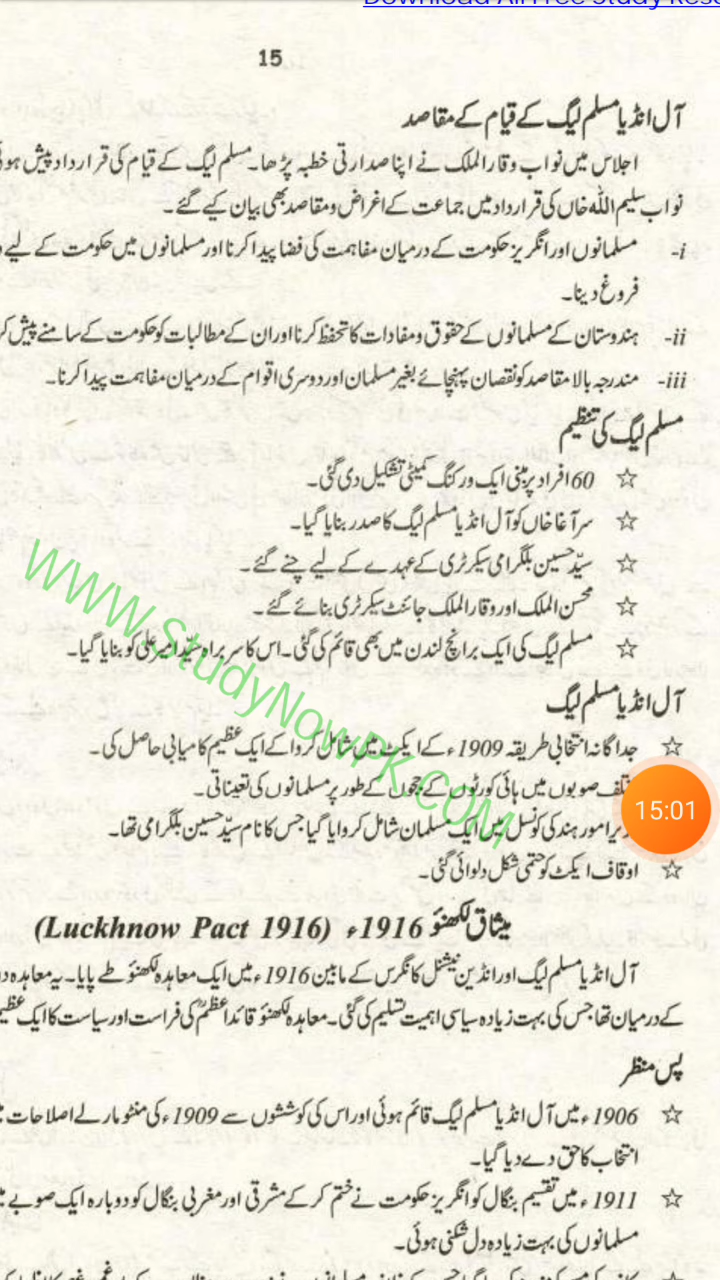 Download All Free Study
15
آل انڈیا مسلم لیگ کے قیام کے مقاصد
اجلاس میں نواب وقار الملک نے اپنا صدارتی خطبہ پڑھا۔ مسلم لیگ کے قیام کی قرارداد پیش
نواب سلیم اللہ خاں کی قرارداد میں جماعت کے اغراض و مقاصد بھی بیان کیے گئے۔
i- مسلمانوں اور انگریز حکومت کے درمیان مفاہمت کی فضا پیدا کرنا اور مسلمانوں میں حکومت کے لیے
فروغ دینا۔
ii- ہندوستان کے مسلمانوں کے حقوق و مفادات کا تحفظ کرنا اور ان کے مطالبات کو حکومت کے سامنے پیش
iii- مندرجہ بالا مقاصد کو نقصان پہنچائے بغیر مسلمان اور دوسری اقوام کے درمیان مفاہمت پیدا کرنا۔
مسلم لیگ کی تنظیم
☆ 60 افراد پر مبنی ایک ورکنگ کمیٹی تشکیل دی گئی۔
☆ سر آغا خاں کو آل انڈیا مسلم لیگ کا صدر بنایا گیا۔
☆ سیّد حسین بلگرامی سیکرٹری کے عہدے کے لیے چنے گئے۔
☆ محسن الملک اور وقار الملک جائنٹ سیکرٹری بنائے گئے۔
☆ مسلم لیگ کی ایک برانچ لندن میں بھی قائم کی گئی۔ اس کا سربراہ سیّد امیر علی کو بنایا گیا۔
WWW.StudyNowPK.COM
آل انڈیا مسلم لیگ
☆ جداگانہ انتخابی طریقہ 1909ء کے ایکٹ میں شامل کروا کے ایک عظیم کامیابی حاصل کی۔
صوبوں میں ہائی کورٹوں کے ججوں کے طور پر مسلمانوں کی تعیناتی۔
15:01
امور ہند کی کونسل میں ایک مسلمان شامل کروایا گیا جس کا نام سیّد حسین بلگرامی تھا۔
☆ اوقاف ایکٹ کو حتمی شکل دلوائی گئی۔
میثاق لکھنؤ 1916ء (Luckhnow Pact 1916)
آل انڈیا مسلم لیگ اور انڈین نیشنل کانگرس کے مابین 1916ء میں ایک معاہدہ لکھنؤ طے پایا۔ یہ معاہدہ
کے درمیان تھا جس کی بہت زیادہ سیاسی اہمیت تسلیم کی گئی۔ معاہدہ لکھنؤ قائد اعظمؒ کی فراست اور سیاست کا ایک
پس منظر
☆ 1906ء میں آل انڈیا مسلم لیگ قائم ہوئی اور اس کی کوششوں سے 1909ء کی منٹو مارلے اصلاحات
انتخاب کا حق دے دیا گیا۔
☆ 1911ء میں تقسیم بنگال کو انگریز حکومت نے ختم کر کے مشرقی اور مغربی بنگال کو دوبارہ ایک صوبے
مسلمانوں کی بہت زیادہ دل شکنی ہوئی۔